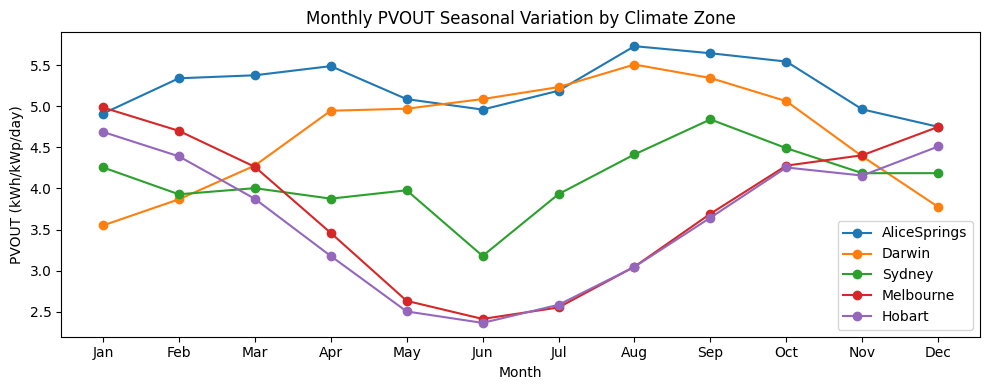 Monthly PVOUT Seasonal Variation by Climate Zone
PVOUT (kWh/kWp/day)
5.5
5.0
4.5
4.0
3.5
3.0
2.5
AliceSprings
Darwin
Sydney
Melbourne
Hobart
Jan Feb Mar Apr May Jun Jul Aug Sep Oct Nov Dec
Month